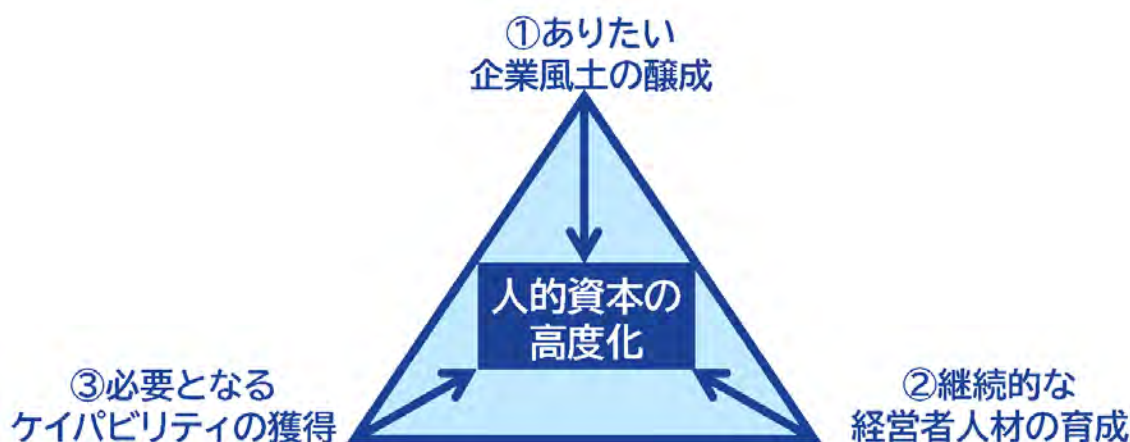 ①ありたい
企業風土の醸成
人的資本の
高度化
③必要となる
ケイパビリティの獲得
②継続的な
経営者人材の育成